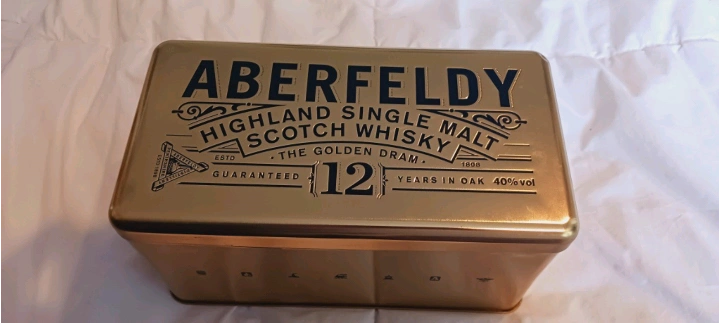 ABERFELDY
HIGHLAND SINGLE MALT
SCOTCH WHISKY
ESTD · THE GOLDEN DRAM · 1898
GUARANTEED 12 YEARS IN OAK 40% vol